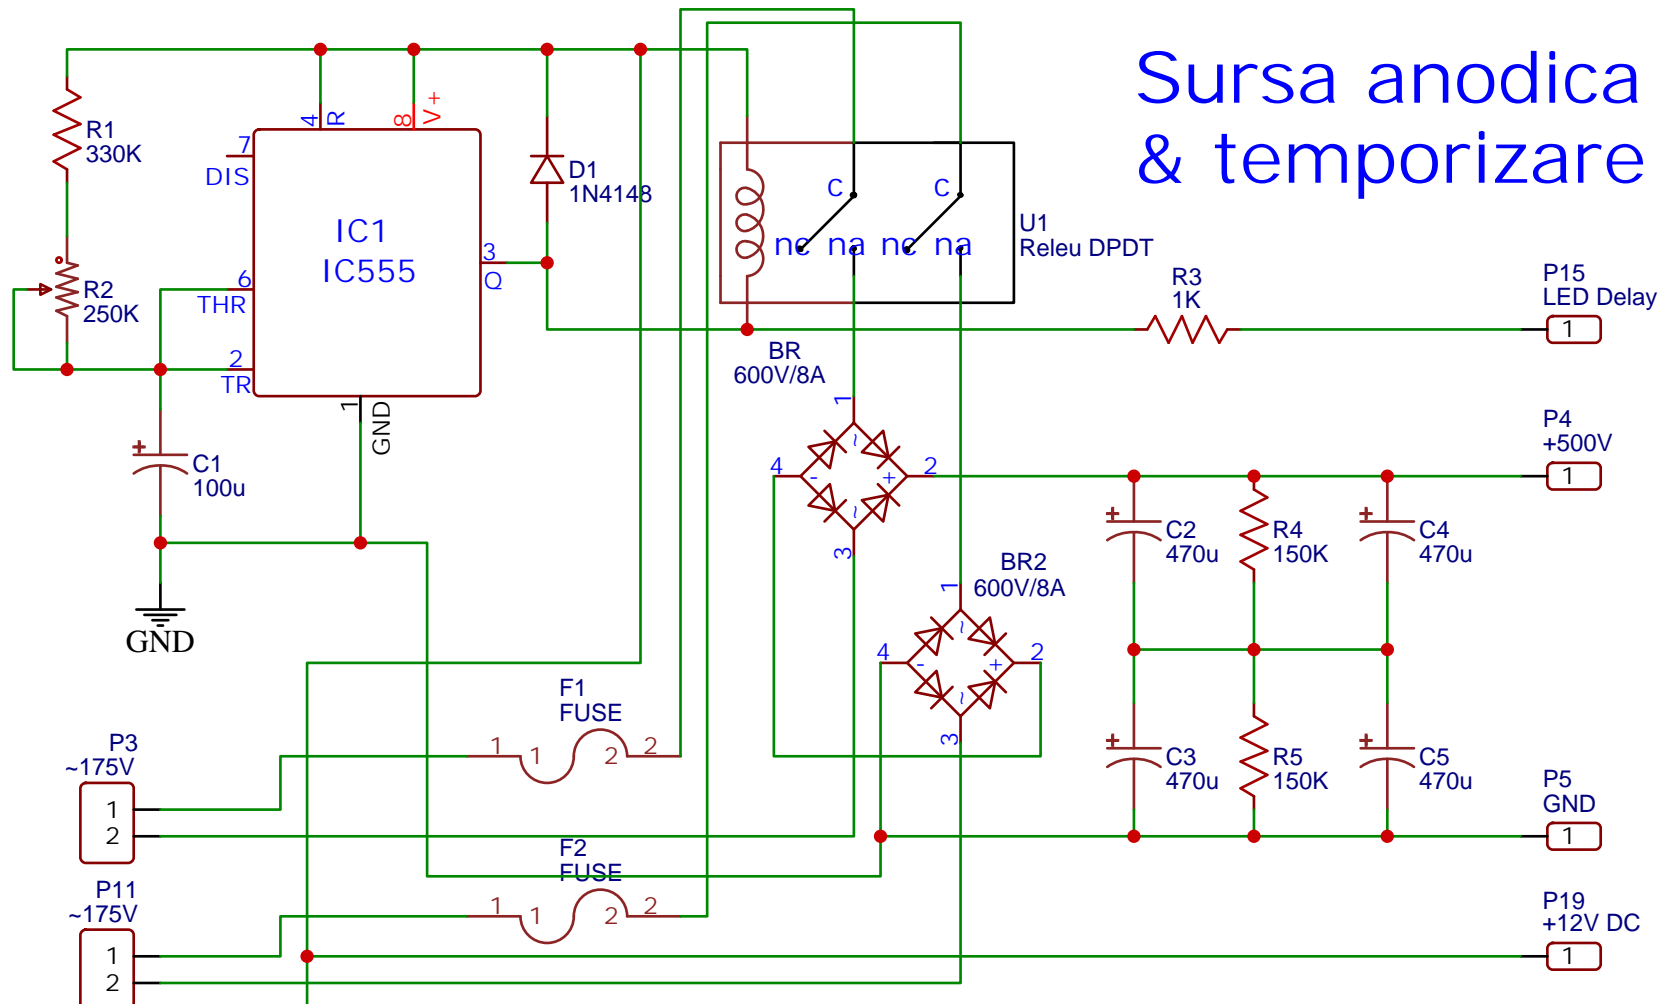 Sursa anodica
& temporizare
R1
330K
R2
250K
4
R
8
V+
7
DIS
6
THR
2
TR
IC1
IC555
3
Q
1
GND
D1
1N4148
C
C
nc
na
nc
na
U1
Releu DPDT
R3
1K
P15
LED Delay
1
C1
100u
GND
BR
600V/8A
1
~
4
-
+
2
~
3
BR2
600V/8A
1
~
4
-
+
2
~
3
P4
+500V
1
C2
470u
R4
150K
C4
470u
C3
470u
R5
150K
C5
470u
P5
GND
1
F1
FUSE
1
1
2
2
P3
~175V
1
2
F2
FUSE
1
1
2
2
P11
~175V
1
2
P19
+12V DC
1